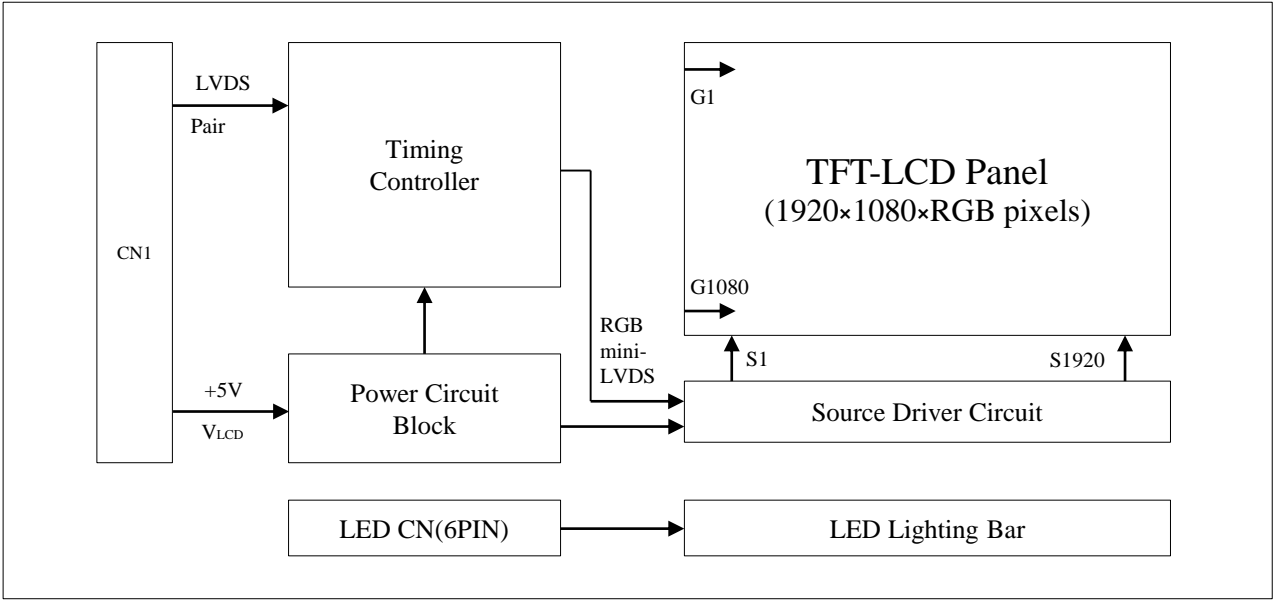 CN1
LVDS
Pair
Timing
Controller
+5V
VLCD
Power Circuit
Block
RGB
mini-
LVDS
G1
TFT-LCD Panel
(1920×1080×RGB pixels)
G1080
S1
S1920
Source Driver Circuit
LED CN(6PIN)
LED Lighting Bar